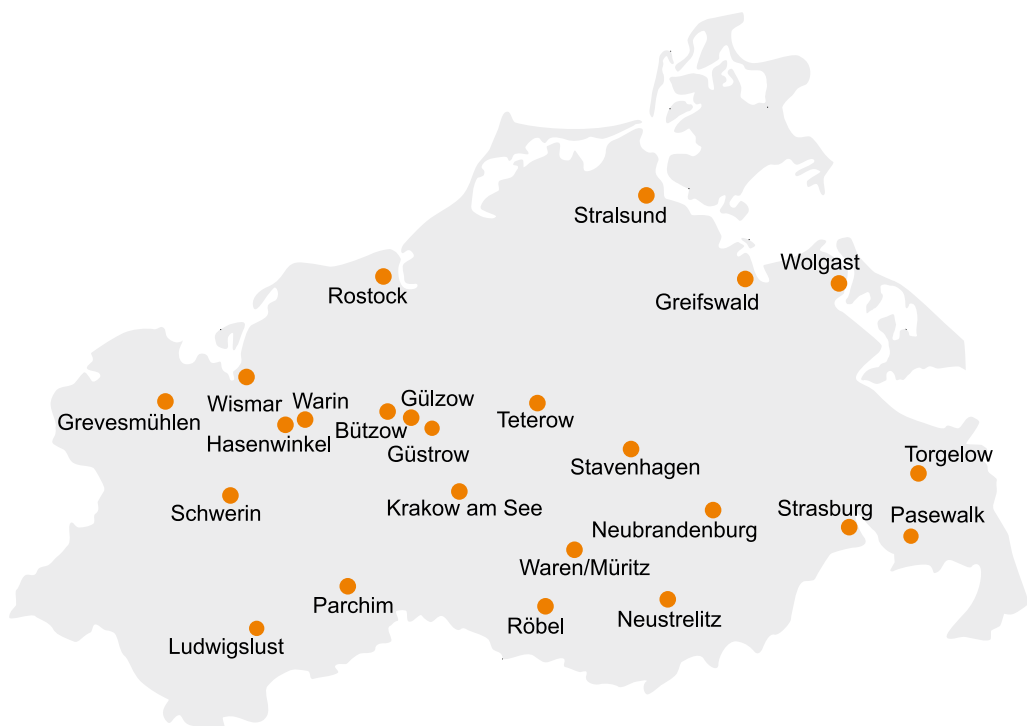 Stralsund
Wolgast
Rostock
Greifswald
Wismar
Warin
Gülzow
Grevesmühlen
Hasenwinkel
Bützow
Teterow
Güstrow
Stavenhagen
Torgelow
Schwerin
Krakow am See
Neubrandenburg
Strasburg
Pasewalk
Waren/Müritz
Parchim
Röbel
Neustrelitz
Ludwigslust